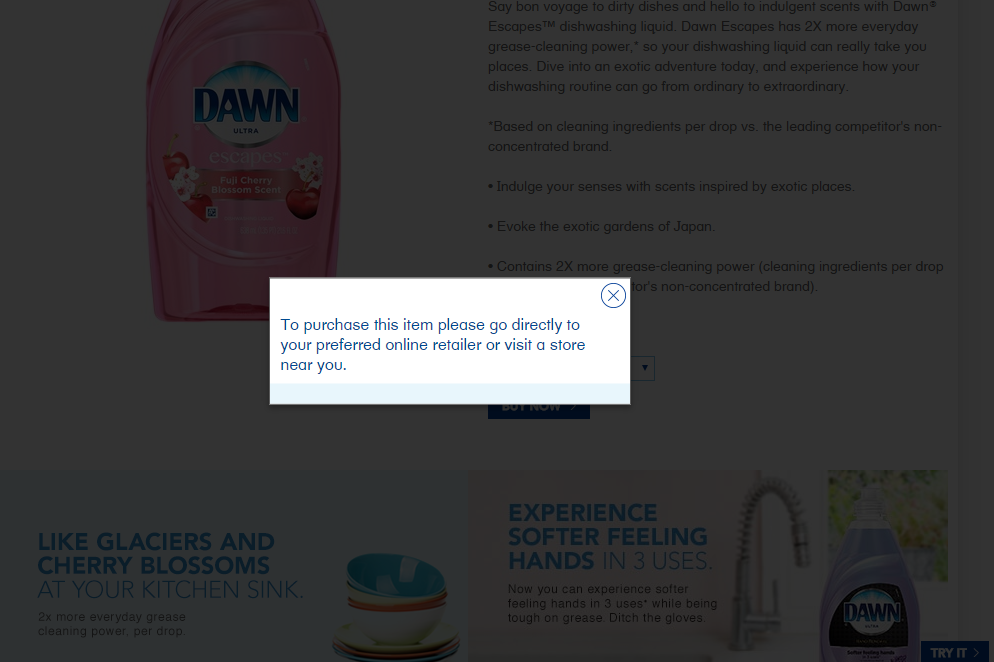 Say bon voyage to dirty dishes and hello to indulgent scents with Dawn®
Escapes™ dishwashing liquid. Dawn Escapes has 2X more everyday
grease-cleaning power,* so your dishwashing liquid can really take you
places. Dive into an exotic adventure today, and experience how your
dishwashing routine can go from ordinary to extraordinary.
*Based on cleaning ingredients per drop vs. the leading competitor's non-
concentrated brand.
• Indulge your senses with scents inspired by exotic places.
• Evoke the exotic gardens of Japan.
• Contains 2X more grease-cleaning power (cleaning ingredients per drop
tor's non-concentrated brand).
DAWN
ULTRA
escapes™
Fuji Cherry
Blossom Scent
To purchase this item please go directly to
your preferred online retailer or visit a store
near you.
BUY NOW
LIKE GLACIERS AND
CHERRY BLOSSOMS
AT YOUR KITCHEN SINK.
2x more everyday grease
cleaning power, per drop.
EXPERIENCE
SOFTER FEELING
HANDS IN 3 USES.
Now you can experience softer
feeling hands in 3 uses* while being
tough on grease. Ditch the gloves.
DAWN
ULTRA
Softer feeling hands
TRY IT